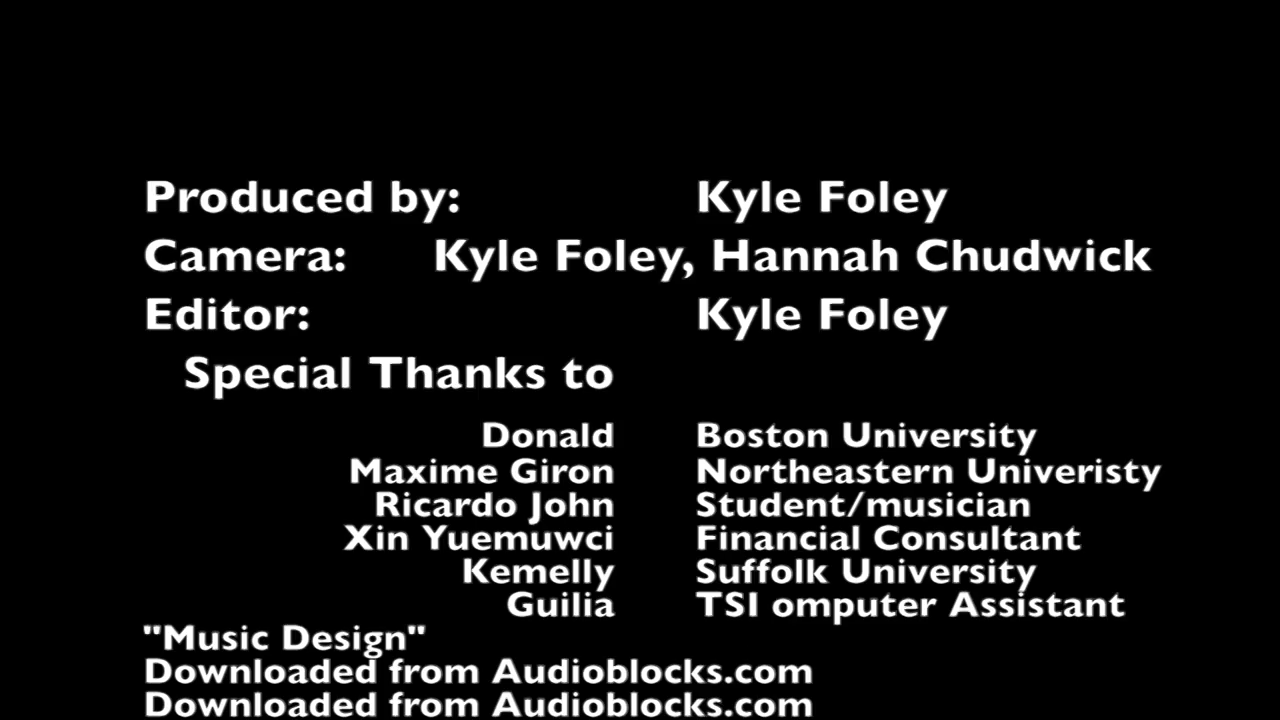 Produced by: Kyle Foley
Camera: Kyle Foley, Hannah Chudwick
Editor: Kyle Foley
Special Thanks to
Donald Boston University
Maxime Giron Northeastern Univeristy
Ricardo John Student/musician
Xin Yuemuwci Financial Consultant
Kemelly Suffolk University
Guilia TSI omputer Assistant
"Music Design"
Downloaded from Audioblocks.com
Downloaded from Audioblocks.com